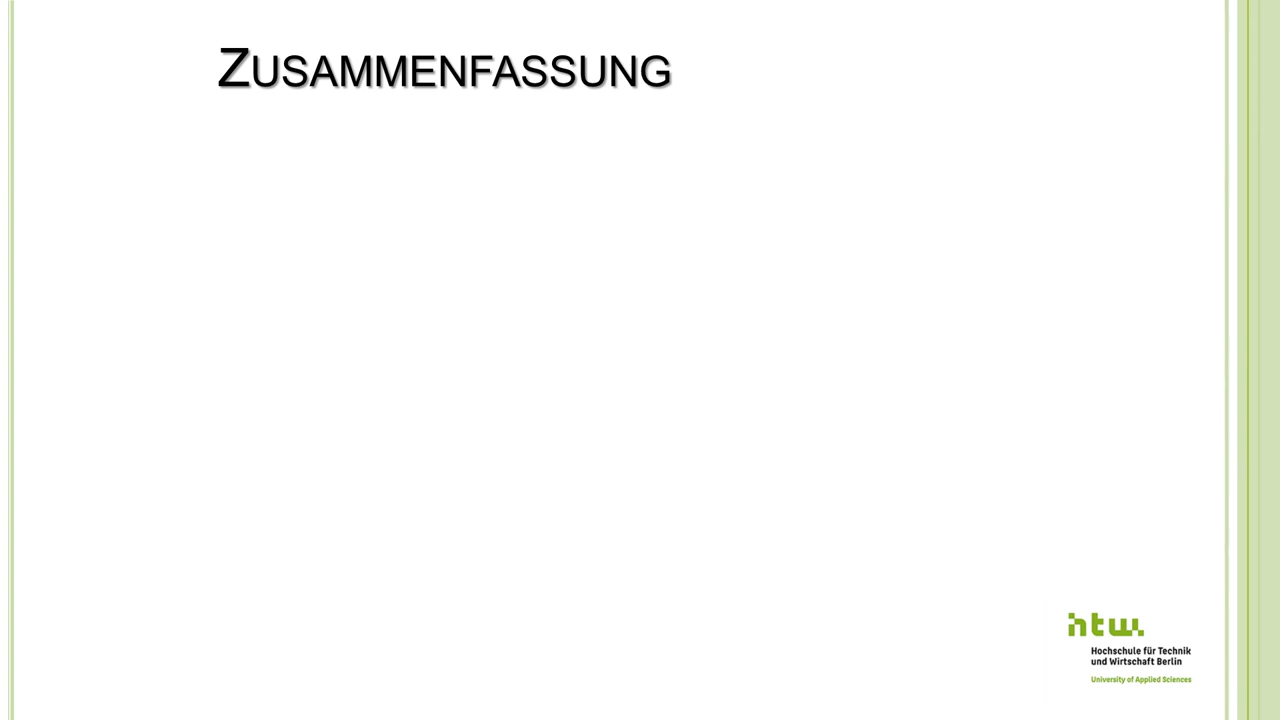 ZUSAMMENFASSUNG
htw.
Hochschule für Technik
und Wirtschaft Berlin
University of Applied Sciences